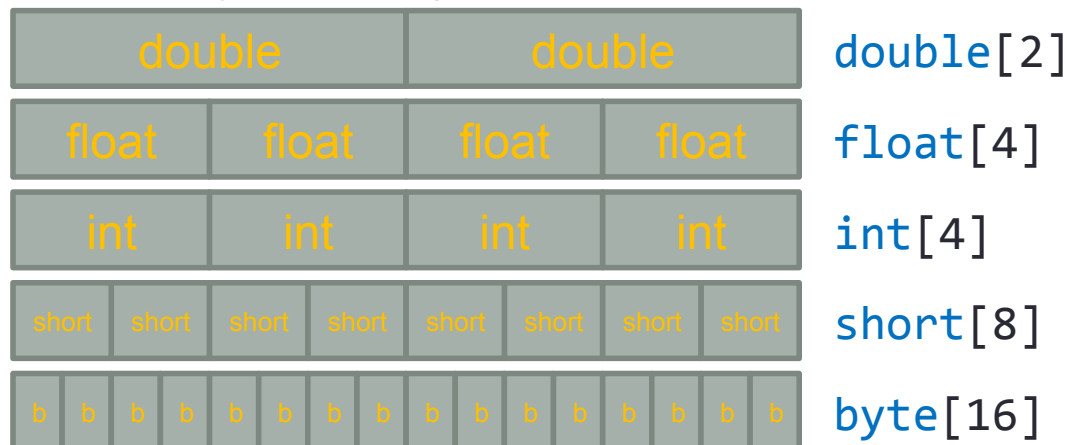 double double double[2]
float float float float float[4]
int int int int int[4]
short short short short short short short short short[8]
b b b b b b b b b b b b b b b b byte[16]